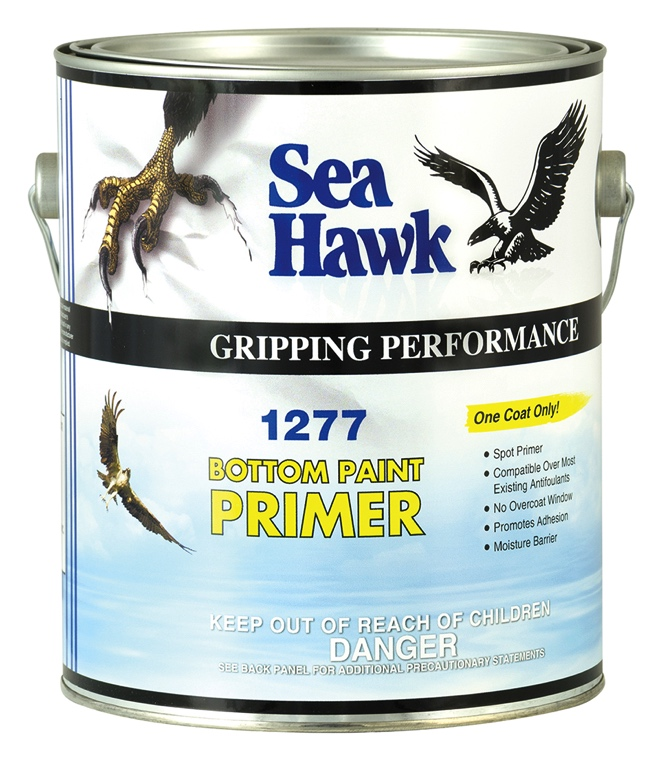 Sea
Hawk
GRIPPING PERFORMANCE
1277
BOTTOM PAINT
PRIMER
One Coat Only!
• Spot Primer
• Compatible Over Most
Existing Antifoulants
• No Overcoat Window
• Promotes Adhesion
• Moisture Barrier
KEEP OUT OF REACH OF CHILDREN
DANGER
SEE BACK PANEL FOR ADDITIONAL PRECAUTIONARY STATEMENTS